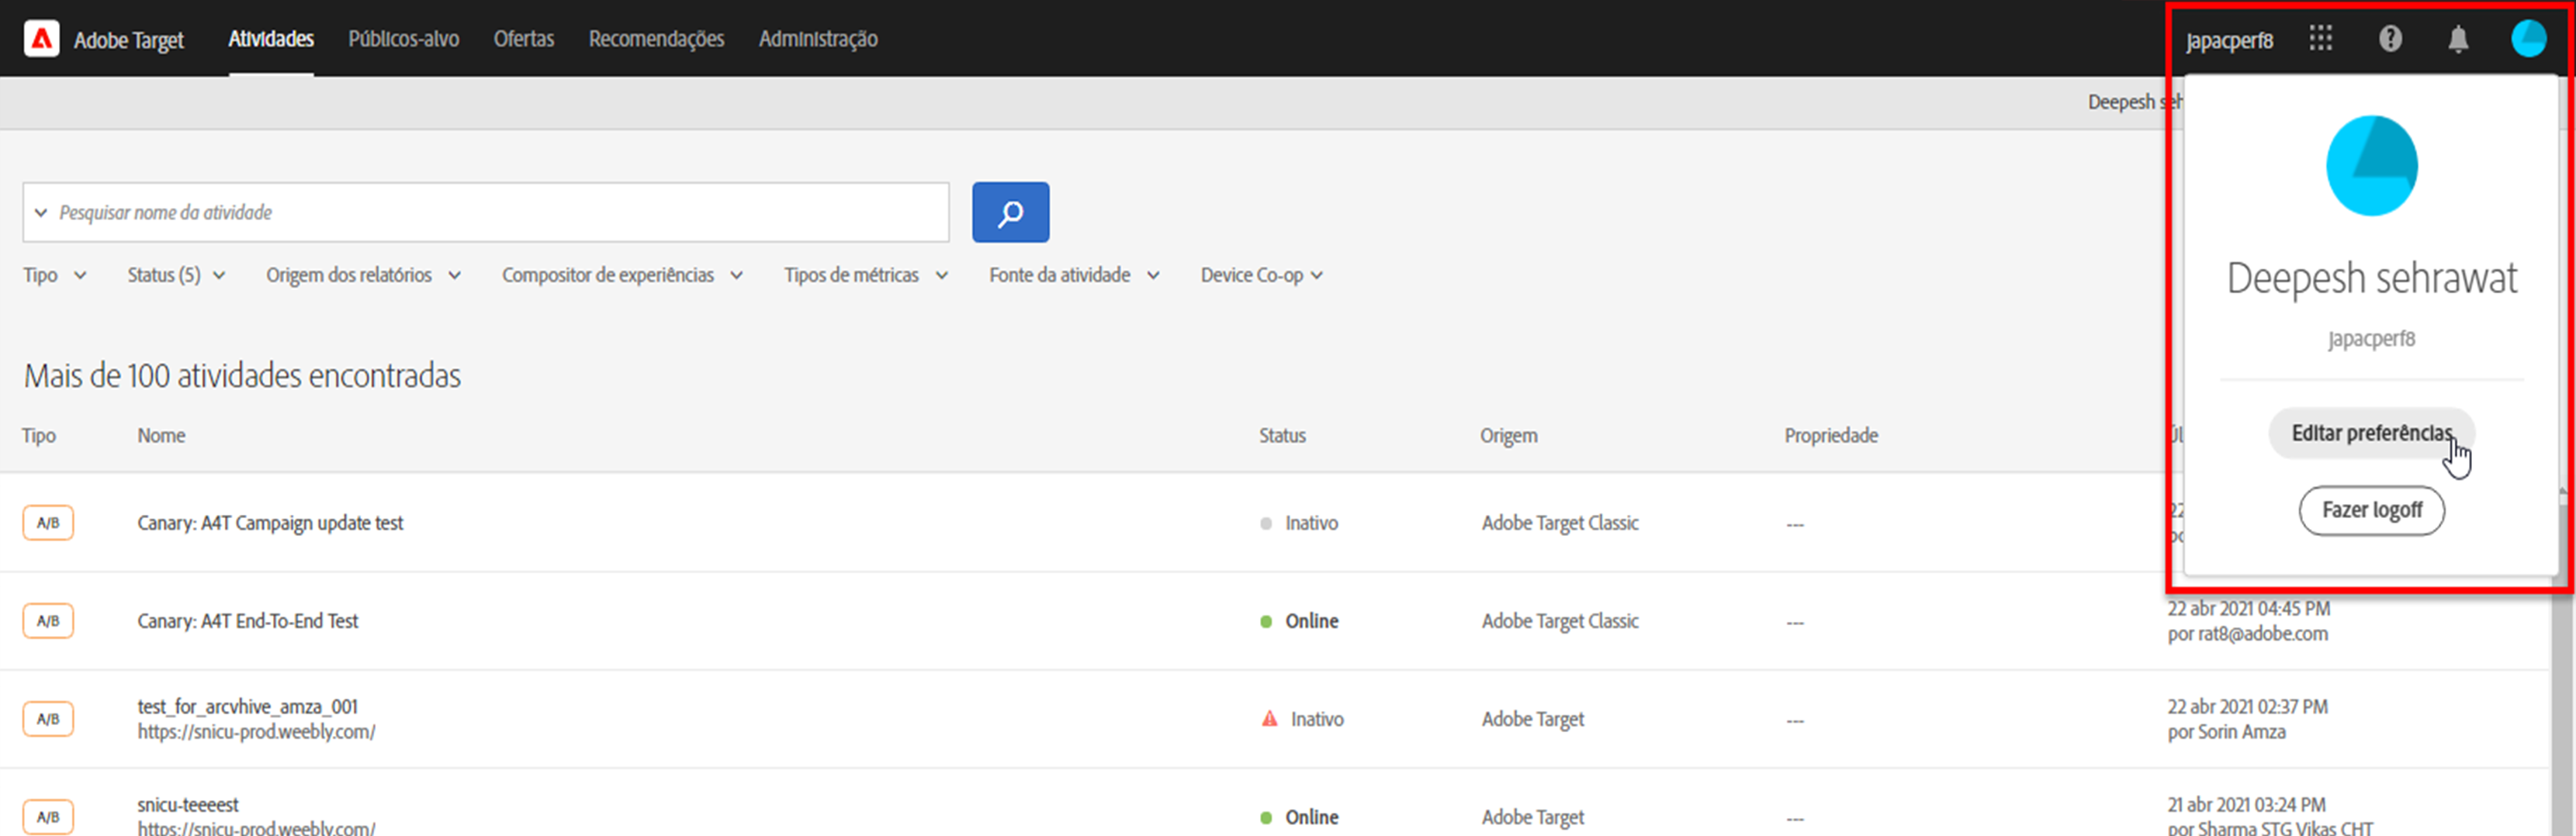 Adobe Target Atividades Públicos-alvo Ofertas Recomendações Administração Japacperf8
Deepesh seh
Pesquisar nome da atividade
Tipo Status (5) Origem dos relatórios Compositor de experiências Tipos de métricas Fonte da atividade Device Co-op
Deepesh sehrawat
Japacperf8
Editar preferências
Fazer logoff
Mais de 100 atividades encontradas
Tipo Nome Status Origem Propriedade
A/B Canary: A4T Campaign update test Inativo Adobe Target Classic --- 22
A/B Canary: A4T End-To-End Test Online Adobe Target Classic --- 22 abr 2021 04:45 PM
por rat8@adobe.com
A/B test_for_arcvhive_amza_001 Inativo Adobe Target --- 22 abr 2021 02:37 PM
https://snicu-prod.weebly.com/ por Sorin Amza
A/B snicu-teeeest Online Adobe Target --- 21 abr 2021 03:24 PM
https://snicu-prod.weebly.com/ por Sharma STG Vikas CHT